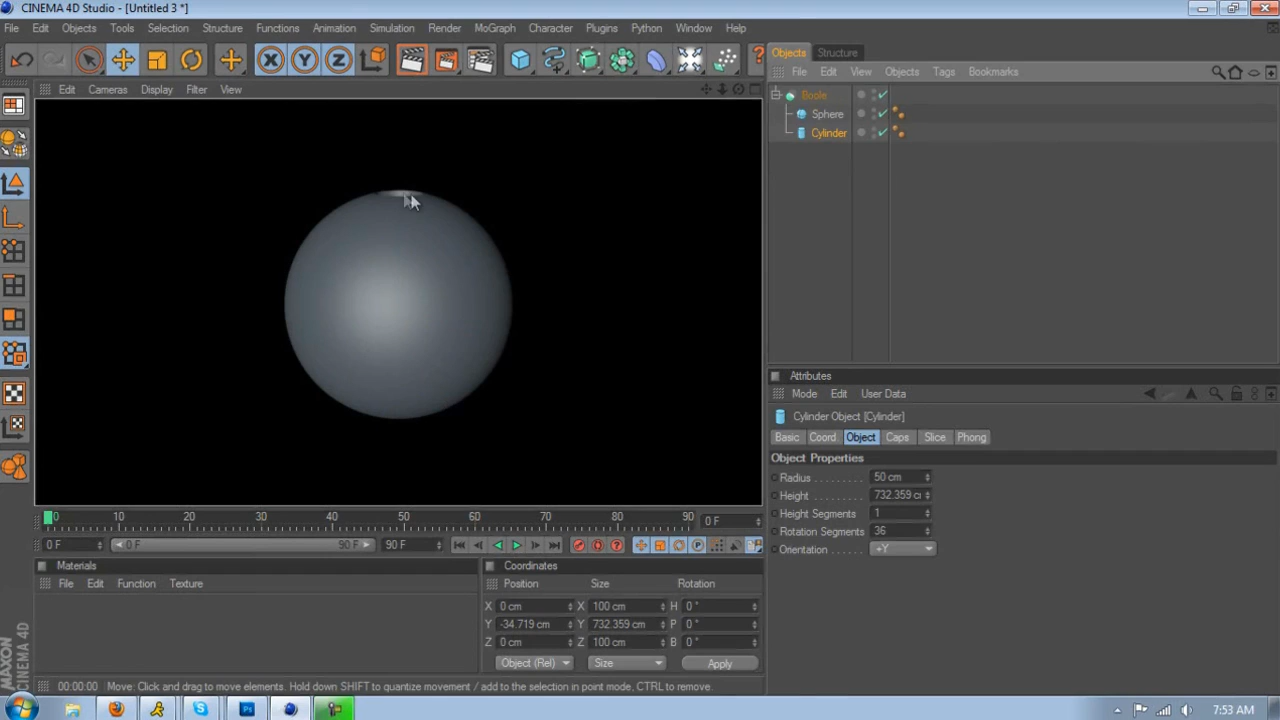 CINEMA 4D Studio - [Untitled 3 *]
File Edit Objects Tools Selection Structure Functions Animation Simulation Render MoGraph Character Plugins Python Window Help
X Y Z ?
Objects Structure
File Edit View Objects Tags Bookmarks
Edit Cameras Display Filter View
Boole
Sphere
Cylinder
Attributes
Mode Edit User Data
Cylinder Object [Cylinder]
Basic Coord Object Caps Slice Phong
Object Properties
Radius . . . . . . . . 50 cm
Height . . . . . . . . 732.359 c
Height Segments 1
Rotation Segments 36
Orientation . . . . . +Y
0 10 20 30 40 50 60 70 80 90 0 F
0 F 0 F 90 F 90 F
Materials
File Edit Function Texture
Coordinates
Position Size Rotation
X 0 cm X 100 cm H 0 °
Y -34.719 cm Y 732.359 cm P 0 °
Z 0 cm Z 100 cm B 0 °
Object (Rel) Size Apply
MAXON
CINEMA 4D
00:00:00 Move: Click and drag to move elements. Hold down SHIFT to quantize movement / add to the selection in point mode, CTRL to remove.
7:53 AM